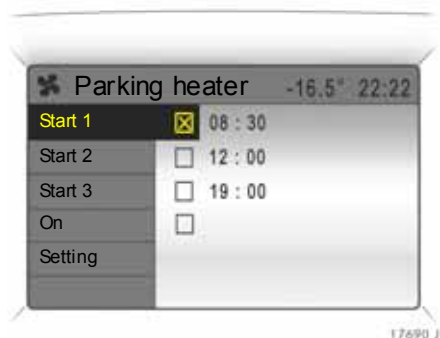 Parking heater -16.5° 22:22
Start 1 08 : 30
Start 2 12 : 00
Start 3 19 : 00
On
Setting
17690 J